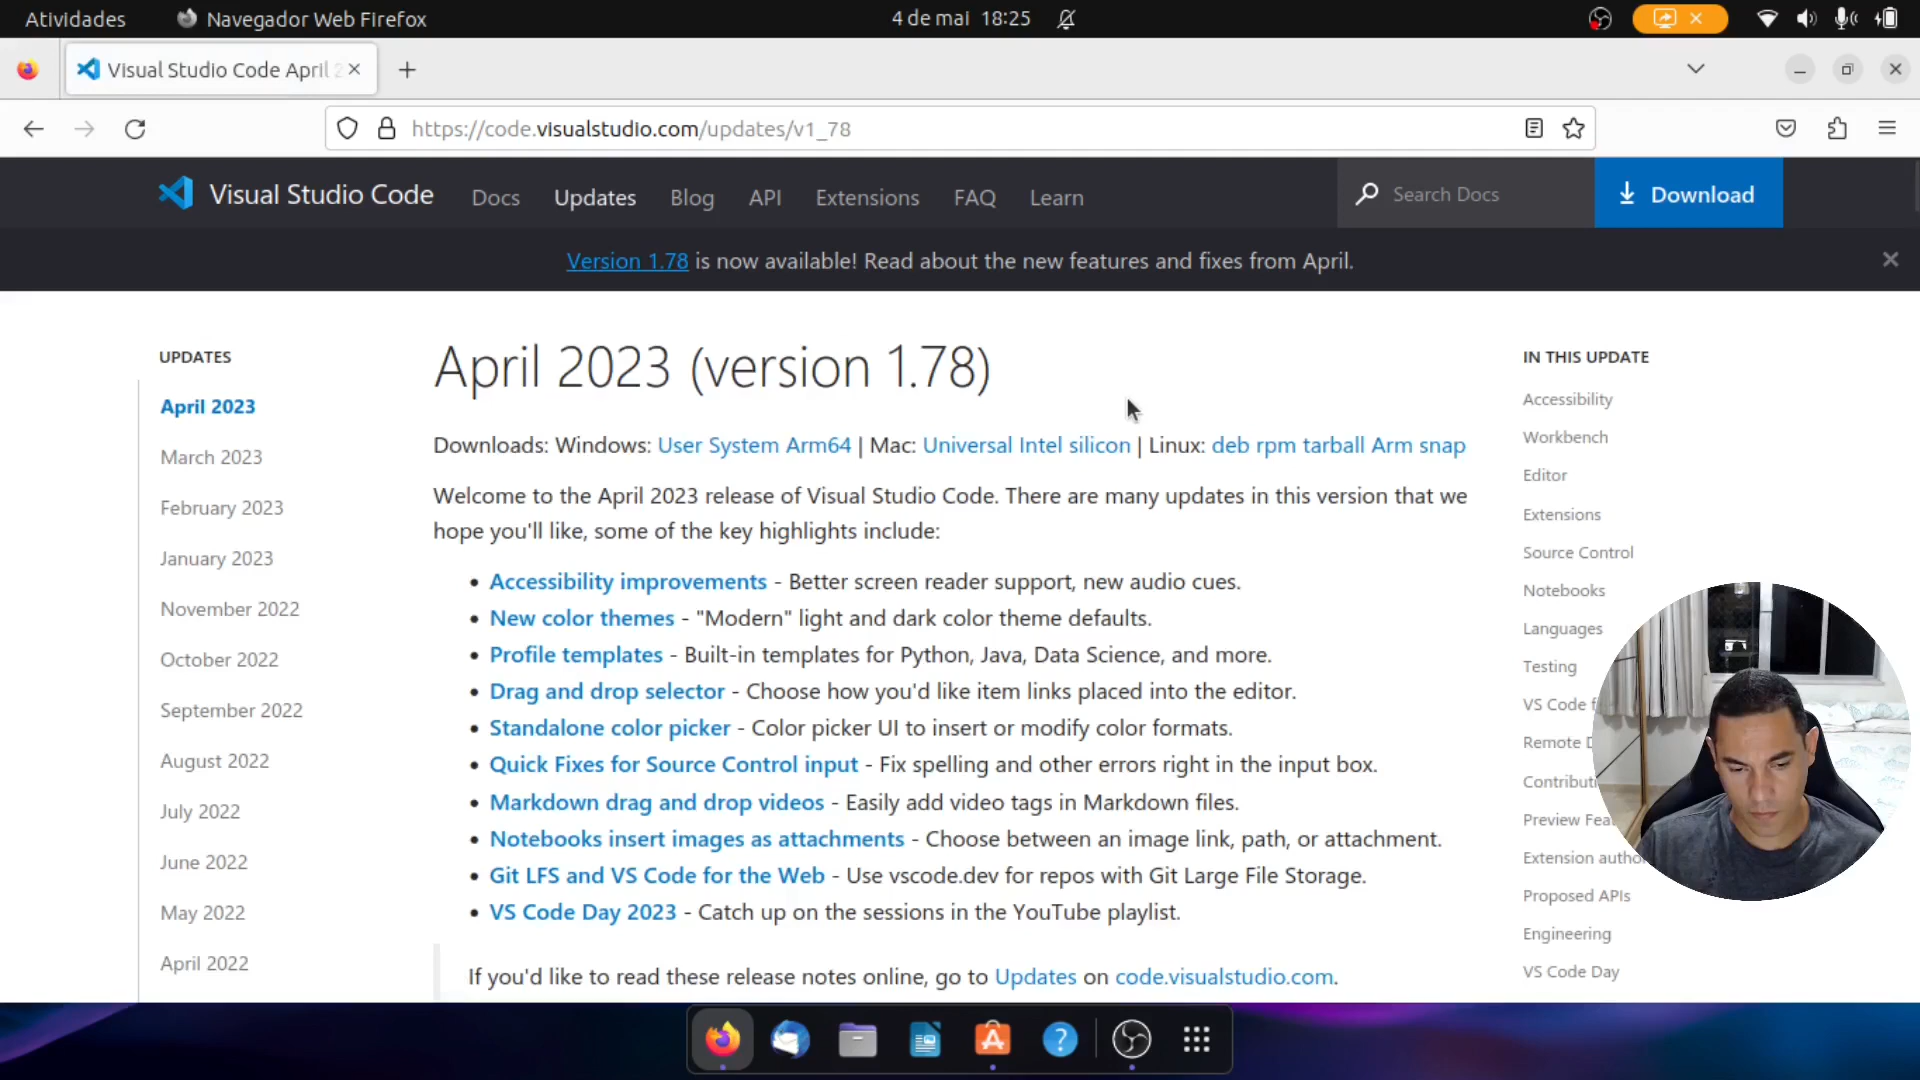 Atividades
Navegador Web Firefox
4 de mai 18:25
Visual Studio Code April 2
https://code.visualstudio.com/updates/v1_78
Visual Studio Code
Docs
Updates
Blog
API
Extensions
FAQ
Learn
Search Docs
Download
Version 1.78 is now available! Read about the new features and fixes from April.
UPDATES
April 2023
March 2023
February 2023
January 2023
November 2022
October 2022
September 2022
August 2022
July 2022
June 2022
May 2022
April 2022
April 2023 (version 1.78)
Downloads: Windows: User System Arm64 | Mac: Universal Intel silicon | Linux: deb rpm tarball Arm snap
Welcome to the April 2023 release of Visual Studio Code. There are many updates in this version that we
hope you'll like, some of the key highlights include:
• Accessibility improvements - Better screen reader support, new audio cues.
• New color themes - "Modern" light and dark color theme defaults.
• Profile templates - Built-in templates for Python, Java, Data Science, and more.
• Drag and drop selector - Choose how you'd like item links placed into the editor.
• Standalone color picker - Color picker UI to insert or modify color formats.
• Quick Fixes for Source Control input - Fix spelling and other errors right in the input box.
• Markdown drag and drop videos - Easily add video tags in Markdown files.
• Notebooks insert images as attachments - Choose between an image link, path, or attachment.
• Git LFS and VS Code for the Web - Use vscode.dev for repos with Git Large File Storage.
• VS Code Day 2023 - Catch up on the sessions in the YouTube playlist.
If you'd like to read these release notes online, go to Updates on code.visualstudio.com.
IN THIS UPDATE
Accessibility
Workbench
Editor
Extensions
Source Control
Notebooks
Languages
Testing
VS Code f
Remote D
Contributi
Preview Fea
Extension autho
Proposed APIs
Engineering
VS Code Day